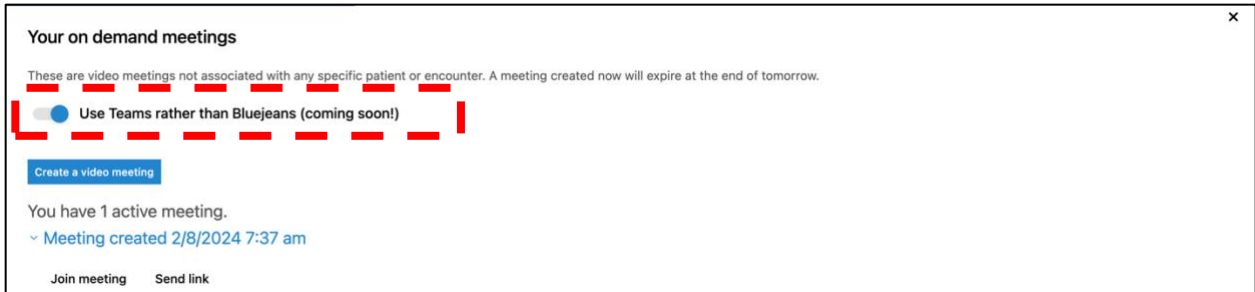 Your on demand meetings
These are video meetings not associated with any specific patient or encounter. A meeting created now will expire at the end of tomorrow.
Use Teams rather than Bluejeans (coming soon!)
Create a video meeting
You have 1 active meeting.
Meeting created 2/8/2024 7:37 am
Join meeting Send link